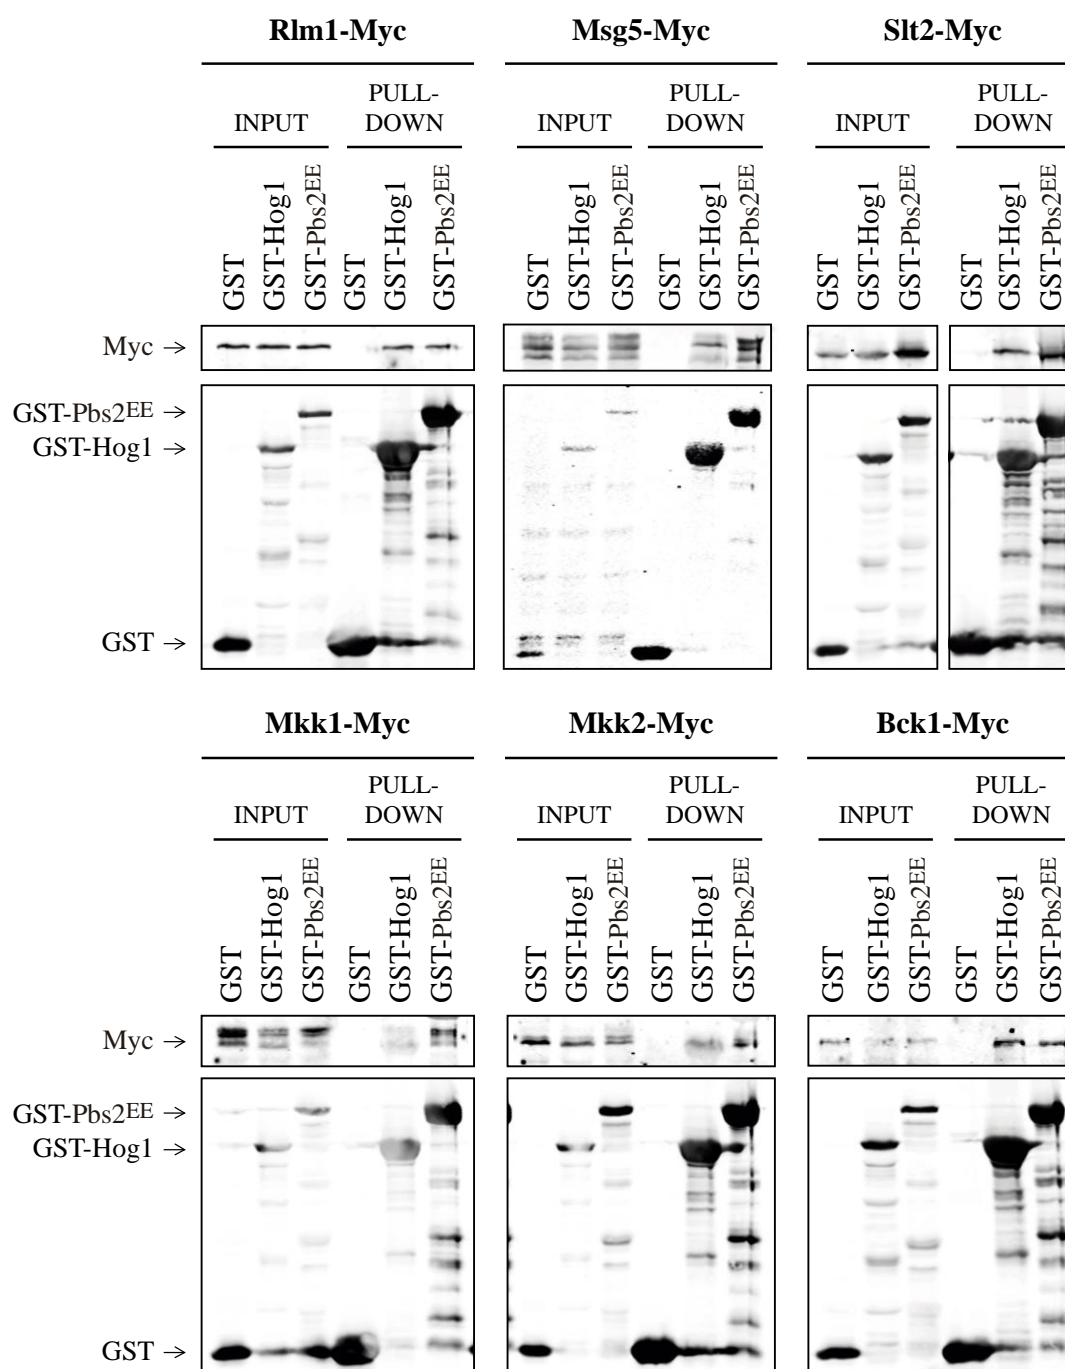 Rlm1-Myc Msg5-Myc Slt2-Myc
PULL- PULL- PULL-
INPUT DOWN INPUT DOWN INPUT DOWN
GST GST-Hog1 GST-Pbs2EE GST GST-Hog1 GST-Pbs2EE GST GST-Hog1 GST-Pbs2EE GST GST-Hog1 GST-Pbs2EE GST GST-Hog1 GST-Pbs2EE GST GST-Hog1 GST-Pbs2EE
Myc →
GST-Pbs2EE →
GST-Hog1 →
GST →
Mkk1-Myc Mkk2-Myc Bck1-Myc
PULL- PULL- PULL-
INPUT DOWN INPUT DOWN INPUT DOWN
GST GST-Hog1 GST-Pbs2EE GST GST-Hog1 GST-Pbs2EE GST GST-Hog1 GST-Pbs2EE GST GST-Hog1 GST-Pbs2EE GST GST-Hog1 GST-Pbs2EE GST GST-Hog1 GST-Pbs2EE
Myc →
GST-Pbs2EE →
GST-Hog1 →
GST →